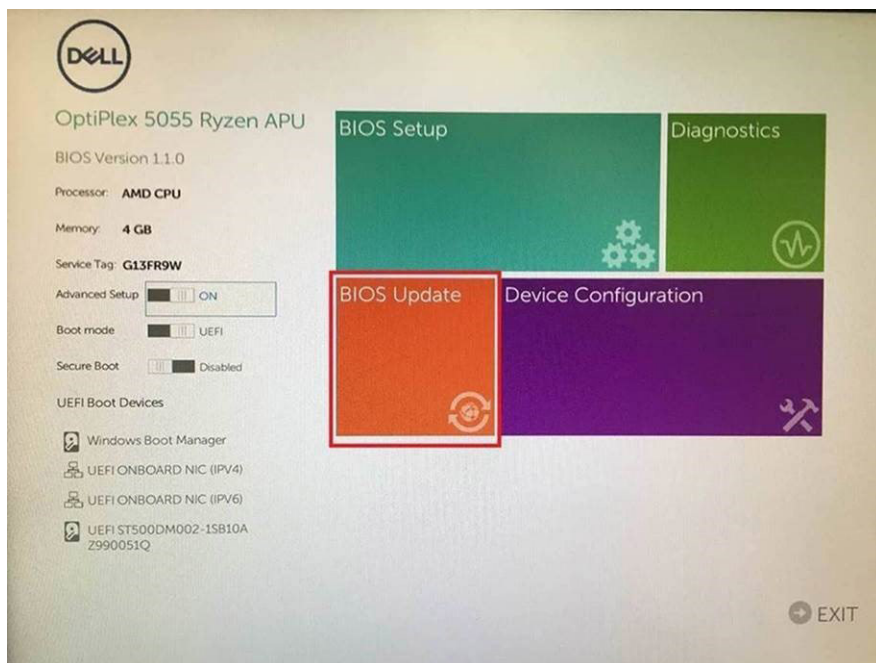 DELL
OptiPlex 5055 Ryzen APU
BIOS Version 1.1.0
Processor: AMD CPU
Memory: 4 GB
Service Tag: G13FR9W
Advanced Setup ON
Boot mode UEFI
Secure Boot Disabled
UEFI Boot Devices
Windows Boot Manager
UEFI ONBOARD NIC (IPV4)
UEFI ONBOARD NIC (IPV6)
UEFI ST500DM002-1SB10A
Z990051Q
BIOS Setup
Diagnostics
BIOS Update
Device Configuration
EXIT